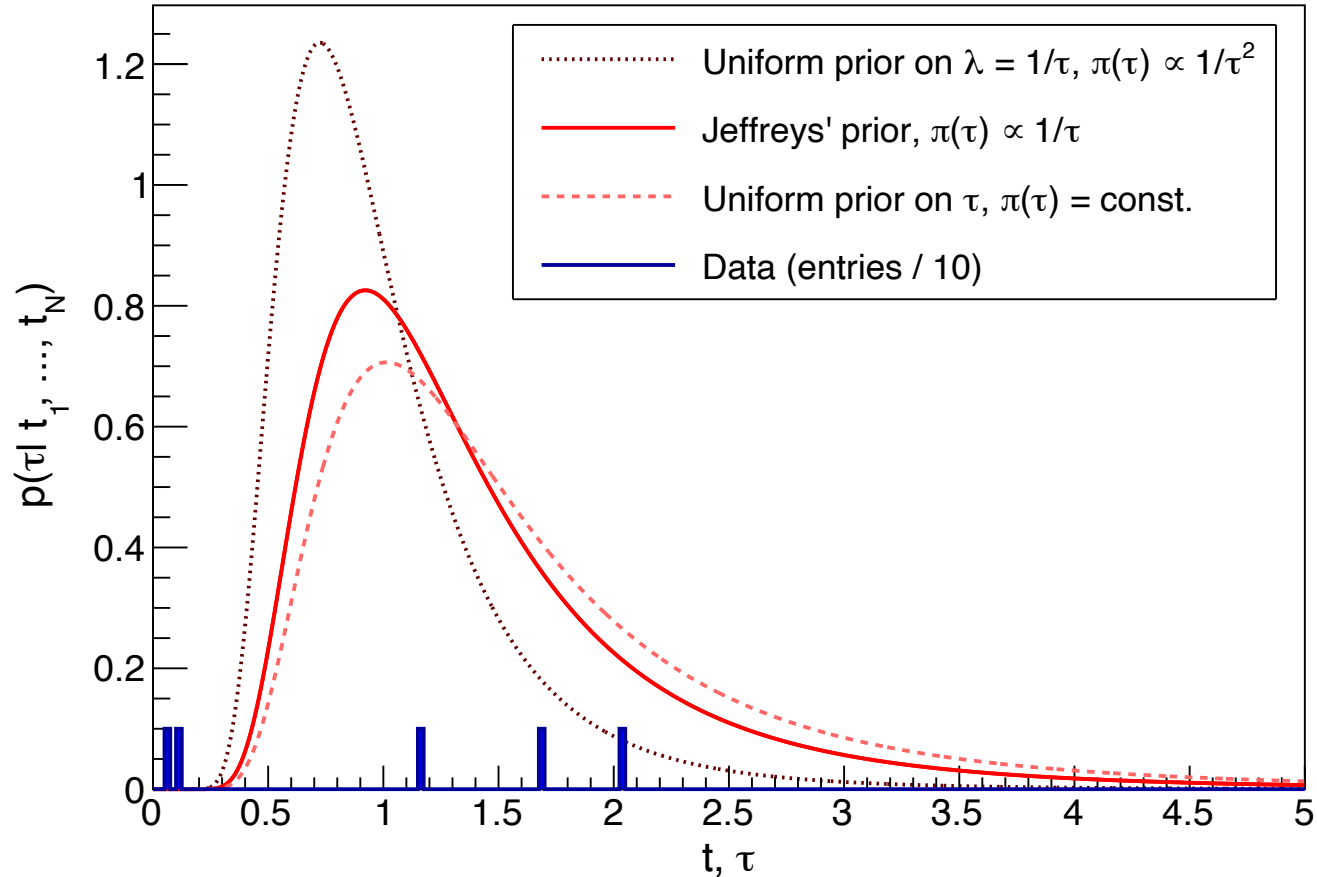 p(τ| t₁, ..., t_N)
1.2
1
0.8
0.6
0.4
0.2
0
Uniform prior on λ = 1/τ, π(τ) ∝ 1/τ²
Jeffreys' prior, π(τ) ∝ 1/τ
Uniform prior on τ, π(τ) = const.
Data (entries / 10)
0 0.5 1 1.5 2 2.5 3 3.5 4 4.5 5
t, τ